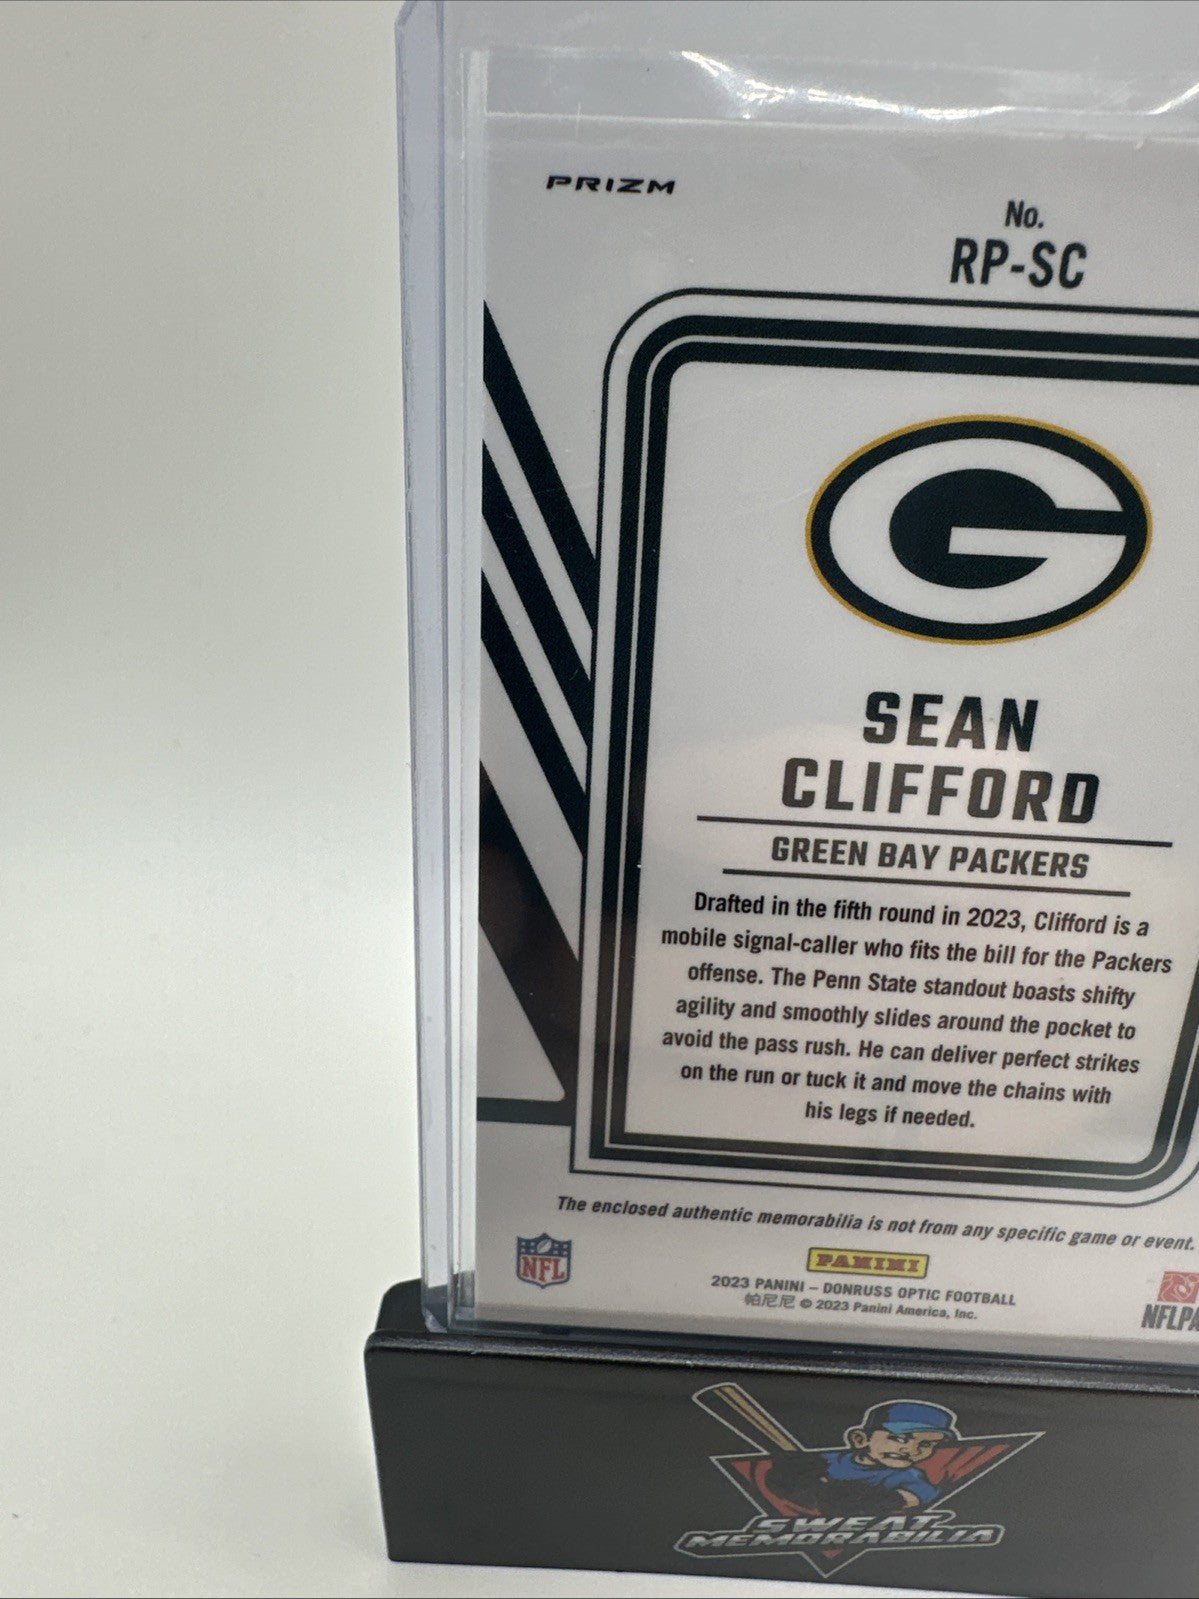 PRIZM
No.
RP-SC
G
SEAN
CLIFFORD
GREEN BAY PACKERS
Drafted in the fifth round in 2023, Clifford is a
mobile signal-caller who fits the bill for the Packers
offense. The Penn State standout boasts shifty
agility and smoothly slides around the pocket to
avoid the pass rush. He can deliver perfect strikes
on the run or tuck it and move the chains with
his legs if needed.
The enclosed authentic memorabilia is not from any specific game or event.
NFL
PANINI
2023 PANINI – DONRUSS OPTIC FOOTBALL
帕尼尼 © 2023 Panini America, Inc.
NFLPA
SWEAT
MEMORABILIA